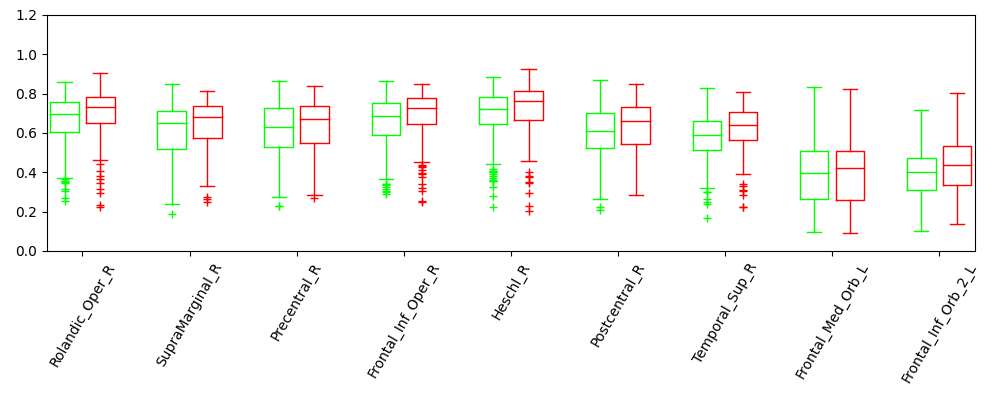 1.2
1.0
0.8
0.6
0.4
0.2
0.0
Rolandic_Oper_R
SupraMarginal_R
Precentral_R
Frontal_Inf_Oper_R
Heschl_R
Postcentral_R
Temporal_Sup_R
Frontal_Med_Orb_L
Frontal_Inf_Orb_2_L